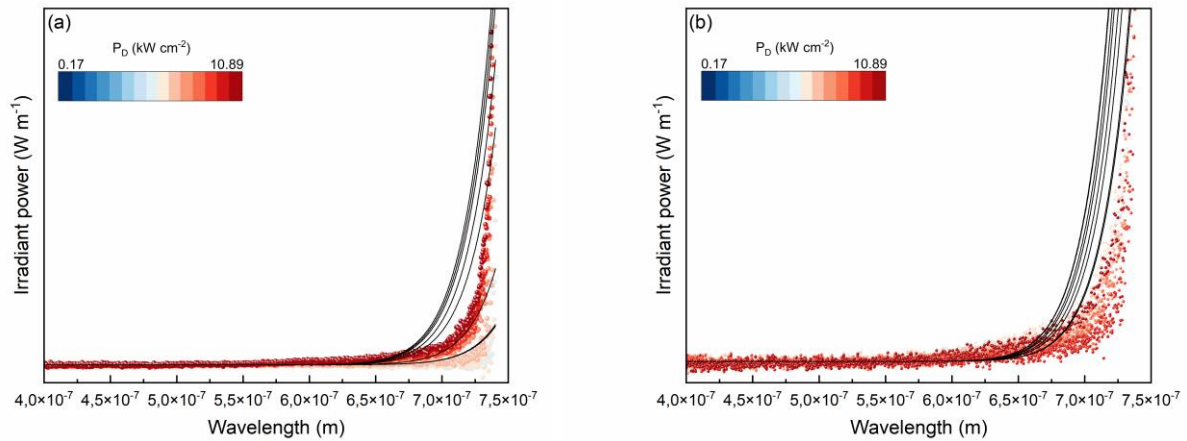 (a)
P_D (kW cm⁻²)
0.17 10.89
Irradiant power (W m⁻¹)
4,0×10⁻⁷ 4,5×10⁻⁷ 5,0×10⁻⁷ 5,5×10⁻⁷ 6,0×10⁻⁷ 6,5×10⁻⁷ 7,0×10⁻⁷ 7,5×10⁻⁷
Wavelength (m)
(b)
P_D (kW cm⁻²)
0.17 10.89
Irradiant power (W m⁻¹)
4,0×10⁻⁷ 4,5×10⁻⁷ 5,0×10⁻⁷ 5,5×10⁻⁷ 6,0×10⁻⁷ 6,5×10⁻⁷ 7,0×10⁻⁷ 7,5×10⁻⁷
Wavelength (m)